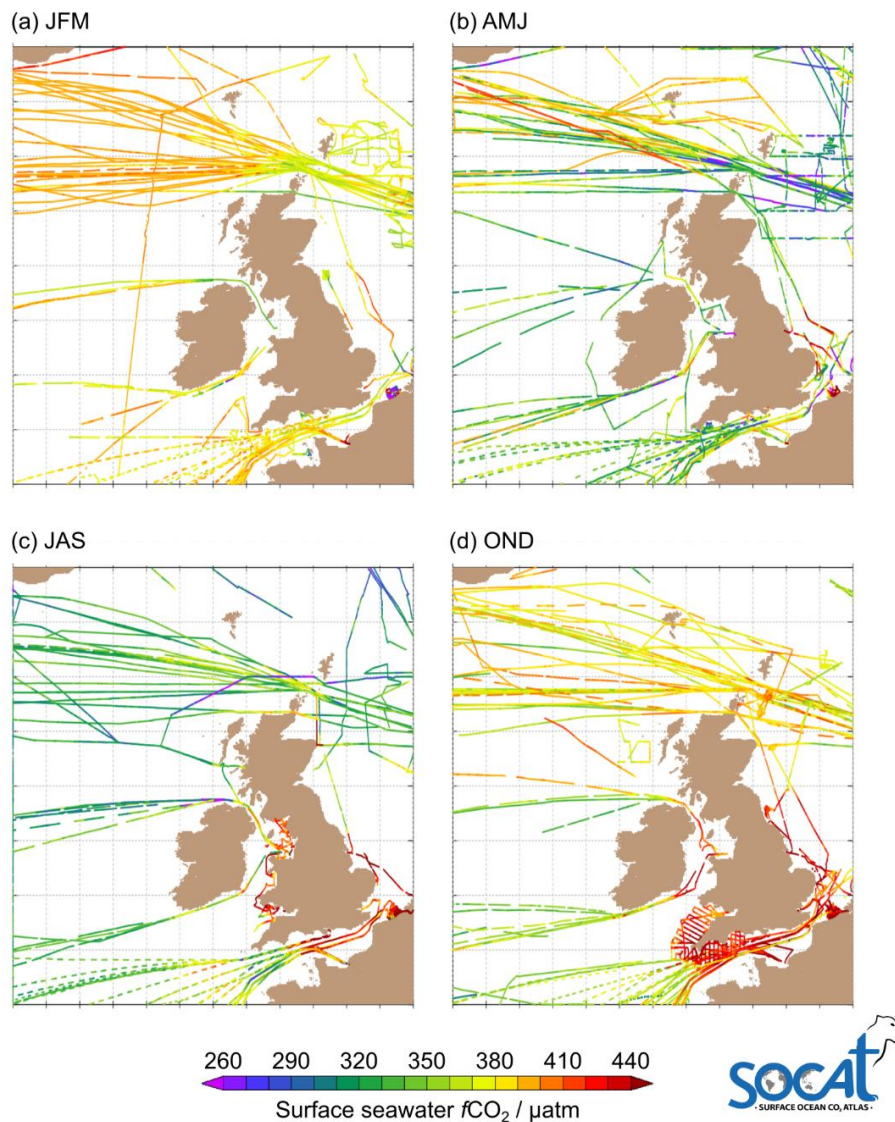 (a) JFM
(b) AMJ
(c) JAS
(d) OND
260 290 320 350 380 410 440
Surface seawater fCO₂ / μatm
SOCAT
· SURFACE OCEAN CO₂ ATLAS ·